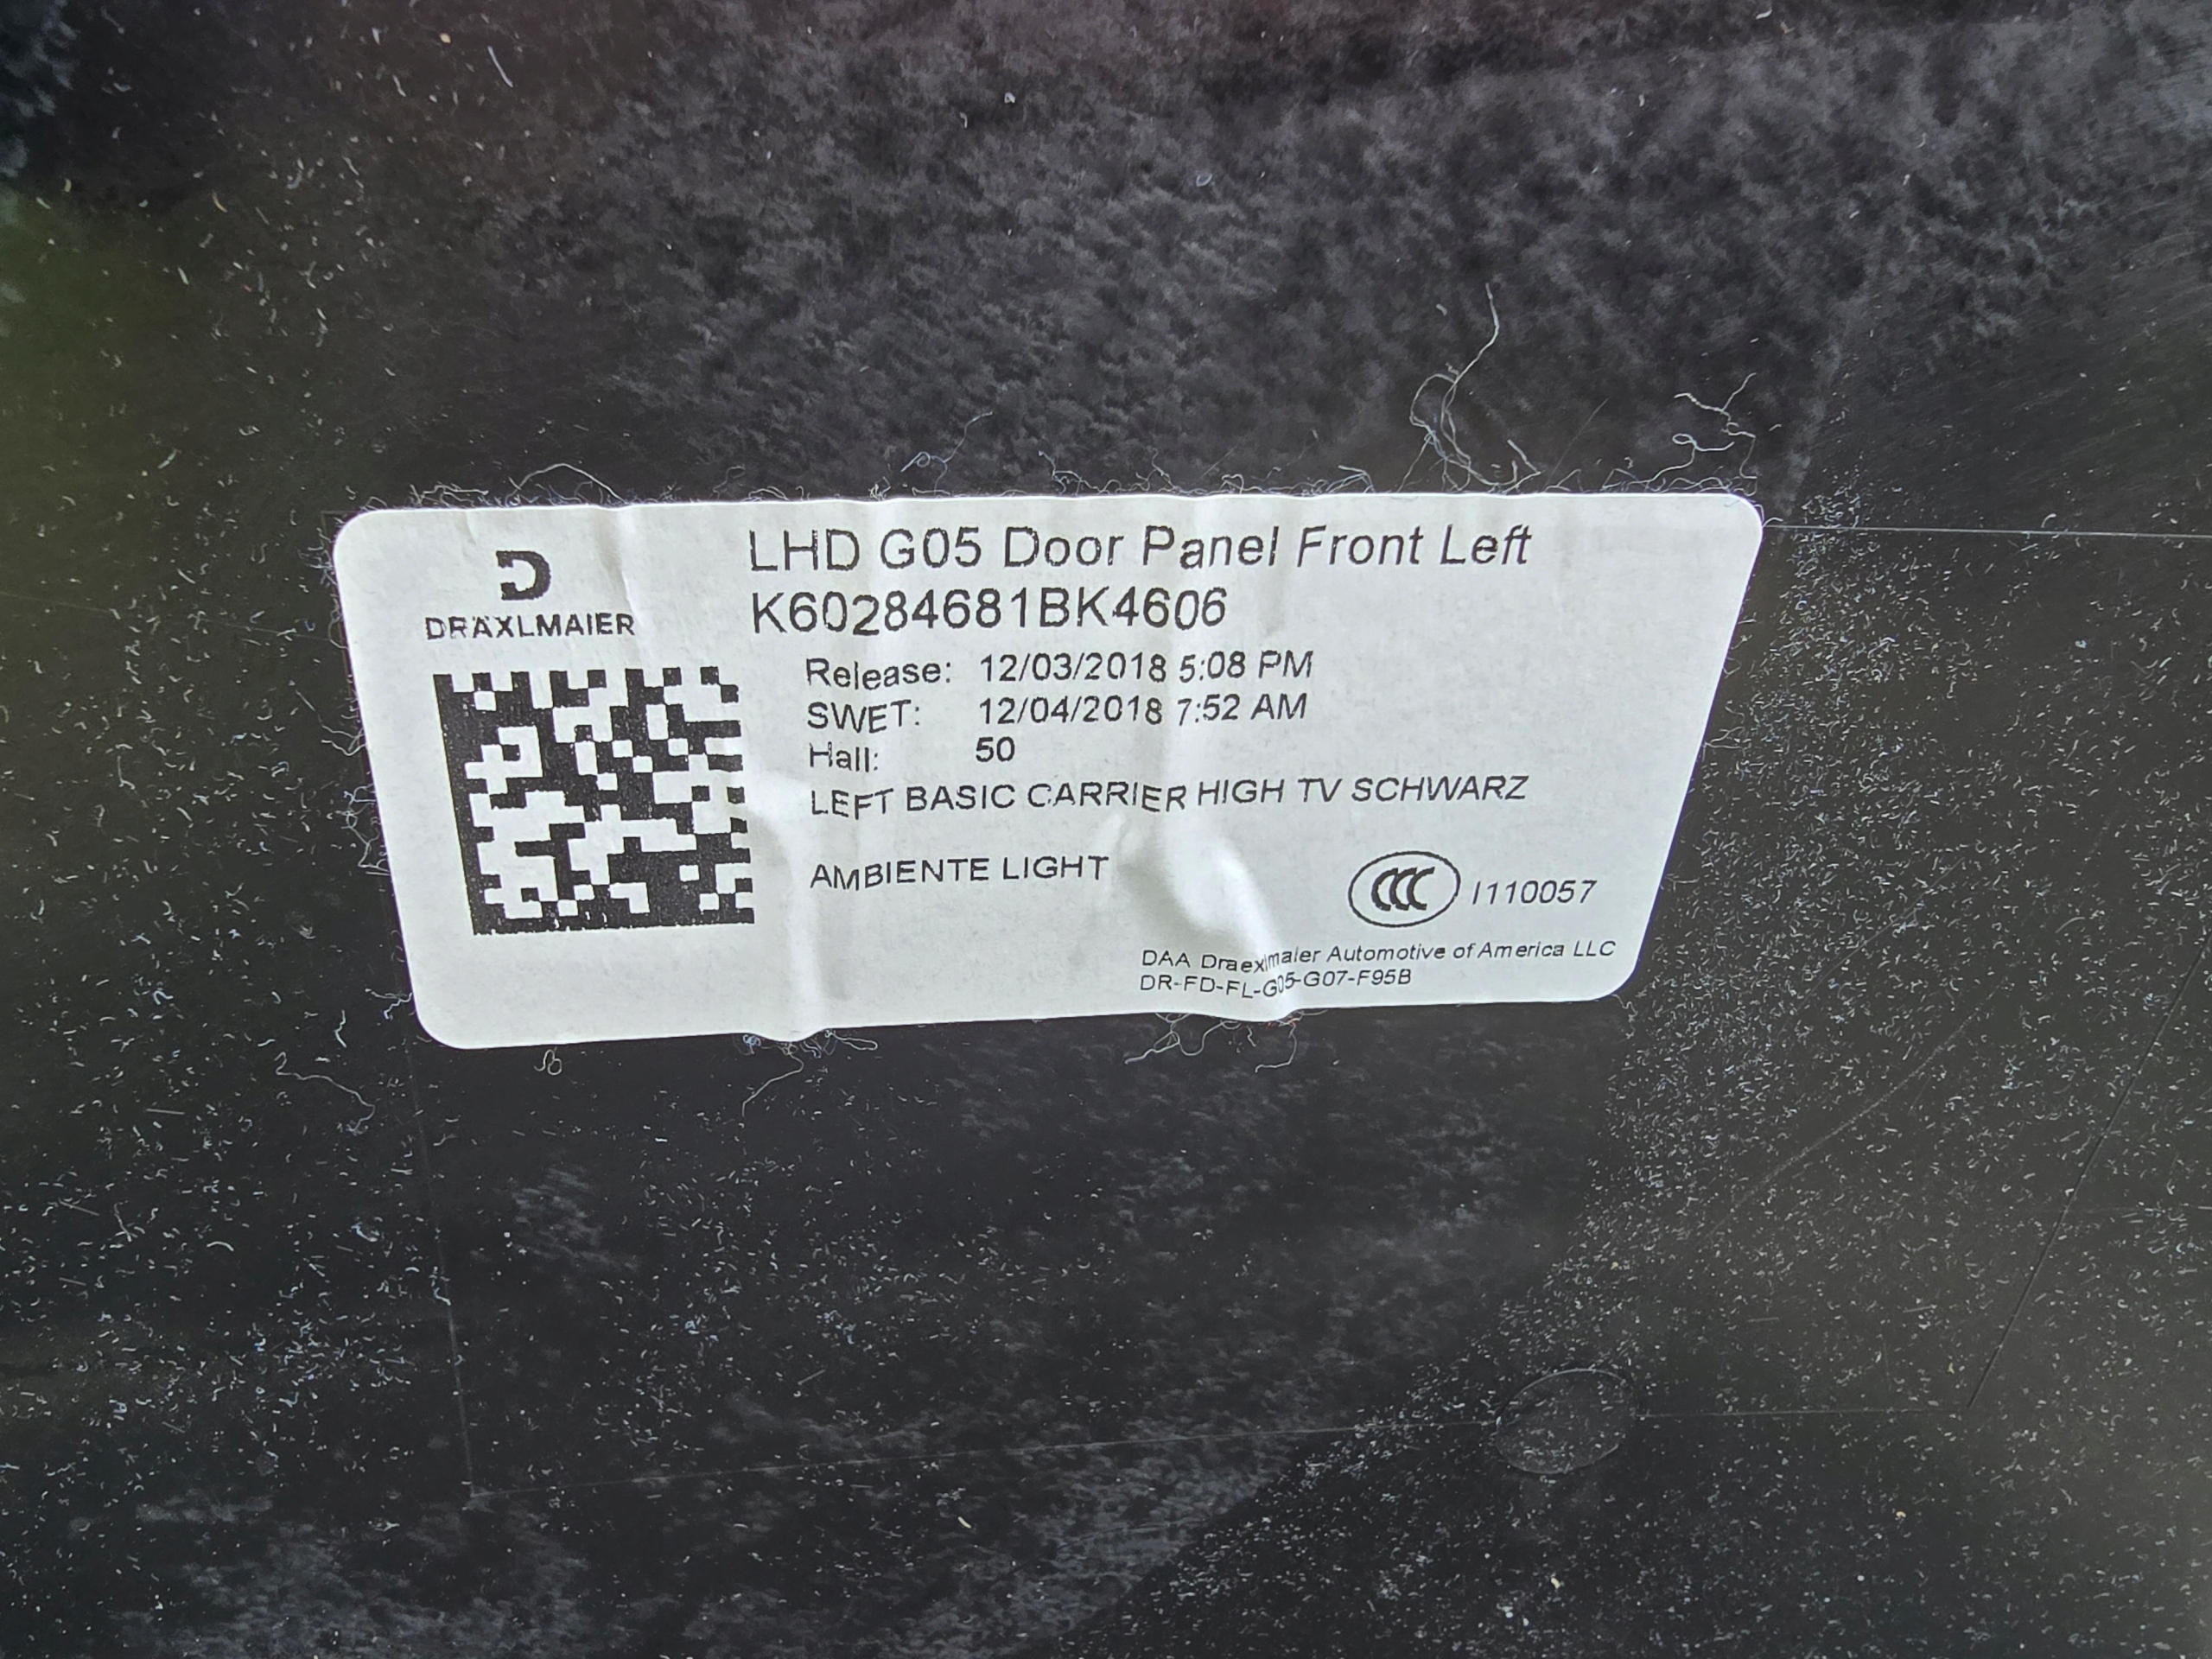 LHD G05 Door Panel Front Left
K60284681BK4606
DRÄXLMAIER
Release: 12/03/2018 5:08 PM
SWET: 12/04/2018 7:52 AM
Hall: 50
LEFT BASIC CARRIER HIGH TV SCHWARZ
AMBIENTE LIGHT
CCC I110057
DAA Draexlmaier Automotive of America LLC
DR-FD-FL-G05-G07-F95B